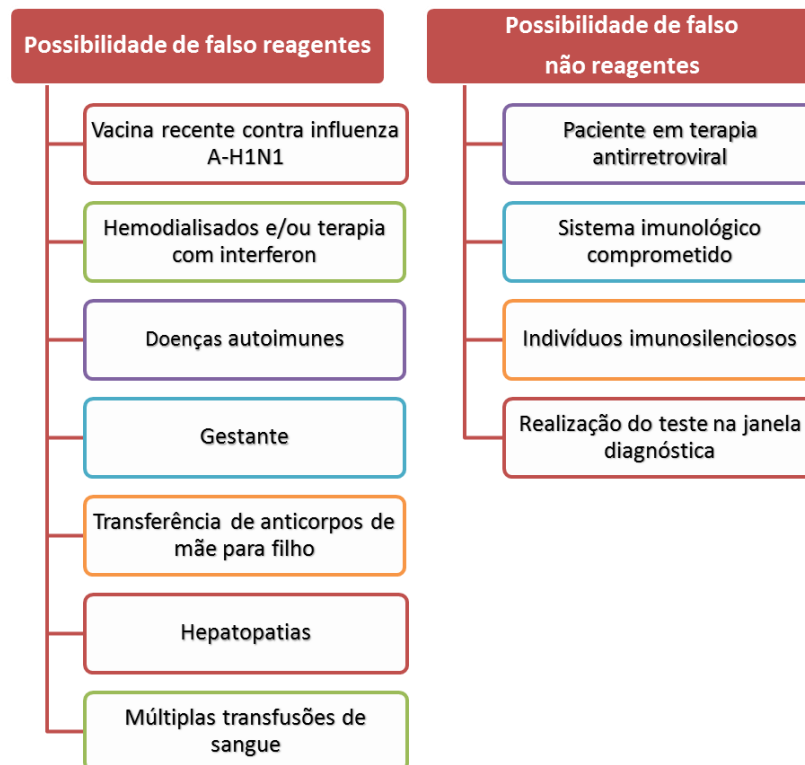 Possibilidade de falso reagentes
Vacina recente contra influenza
A-H1N1
Hemodialisados e/ou terapia
com interferon
Doenças autoimunes
Gestante
Transferência de anticorpos de
mãe para filho
Hepatopatias
Múltiplas transfusões de
sangue
Possibilidade de falso
não reagentes
Paciente em terapia
antirretroviral
Sistema imunológico
comprometido
Indivíduos imunosilenciosos
Realização do teste na janela
diagnóstica